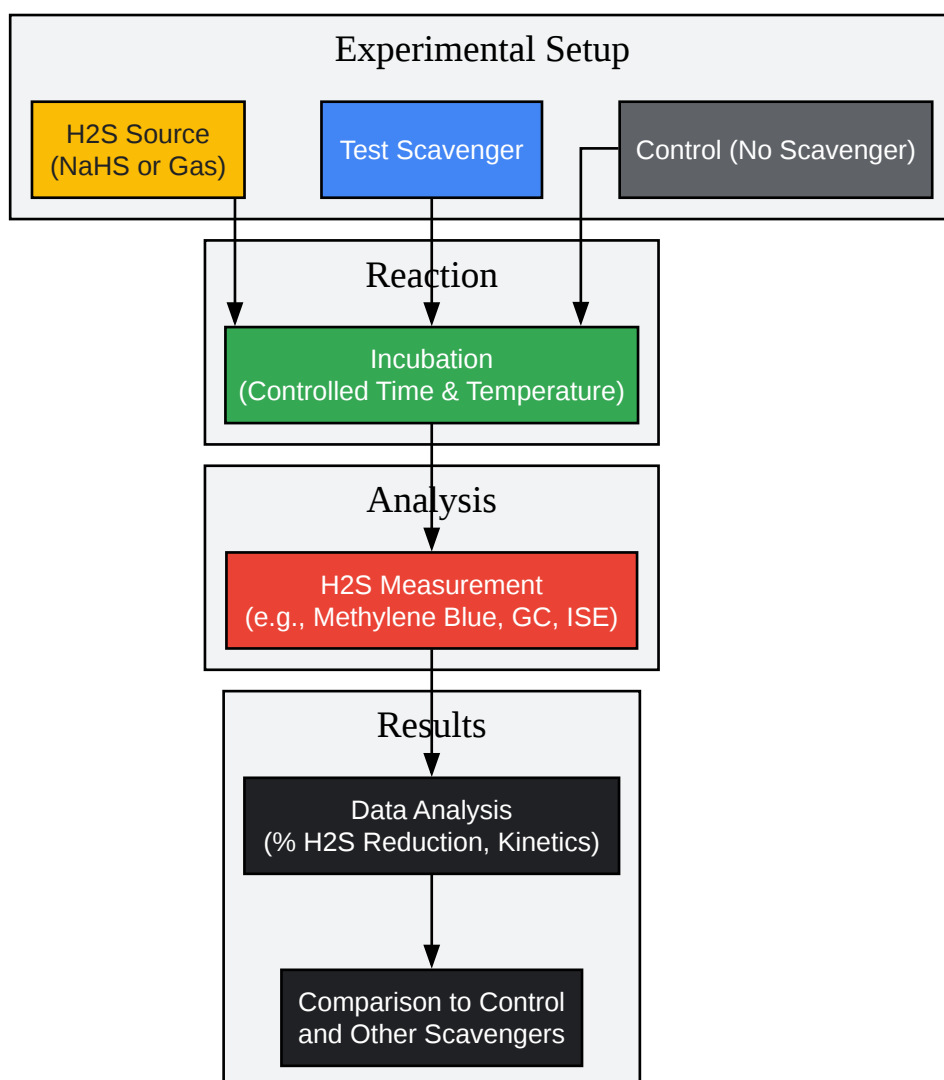 Experimental Setup
H2S Source
(NaHS or Gas)
Test Scavenger
Control (No Scavenger)
Reaction
Incubation
(Controlled Time & Temperature)
Analysis
H2S Measurement
(e.g., Methylene Blue, GC, ISE)
Results
Data Analysis
(% H2S Reduction, Kinetics)
Comparison to Control
and Other Scavengers